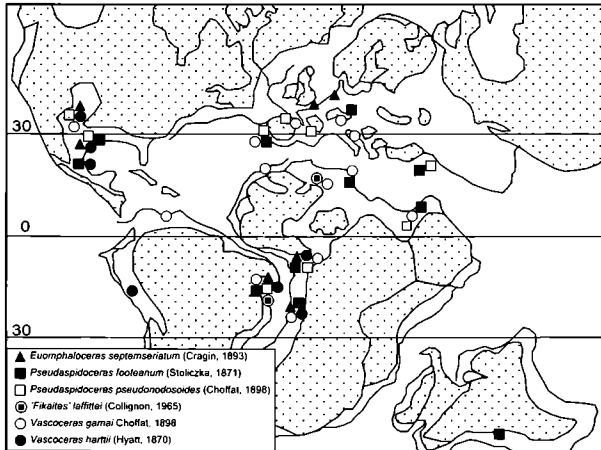 30
0
30
Euomphaloceras septemseriatum (Cragin, 1893)
Pseudaspidoceras footeanum (Stoliczka, 1871)
Pseudaspidoceras pseudonodosoides (Choffat, 1898)
'Fikaites' laffittei (Collignon, 1965)
Vascoceras gamai Choffat, 1898
Vascoceras harttii (Hyatt, 1870)